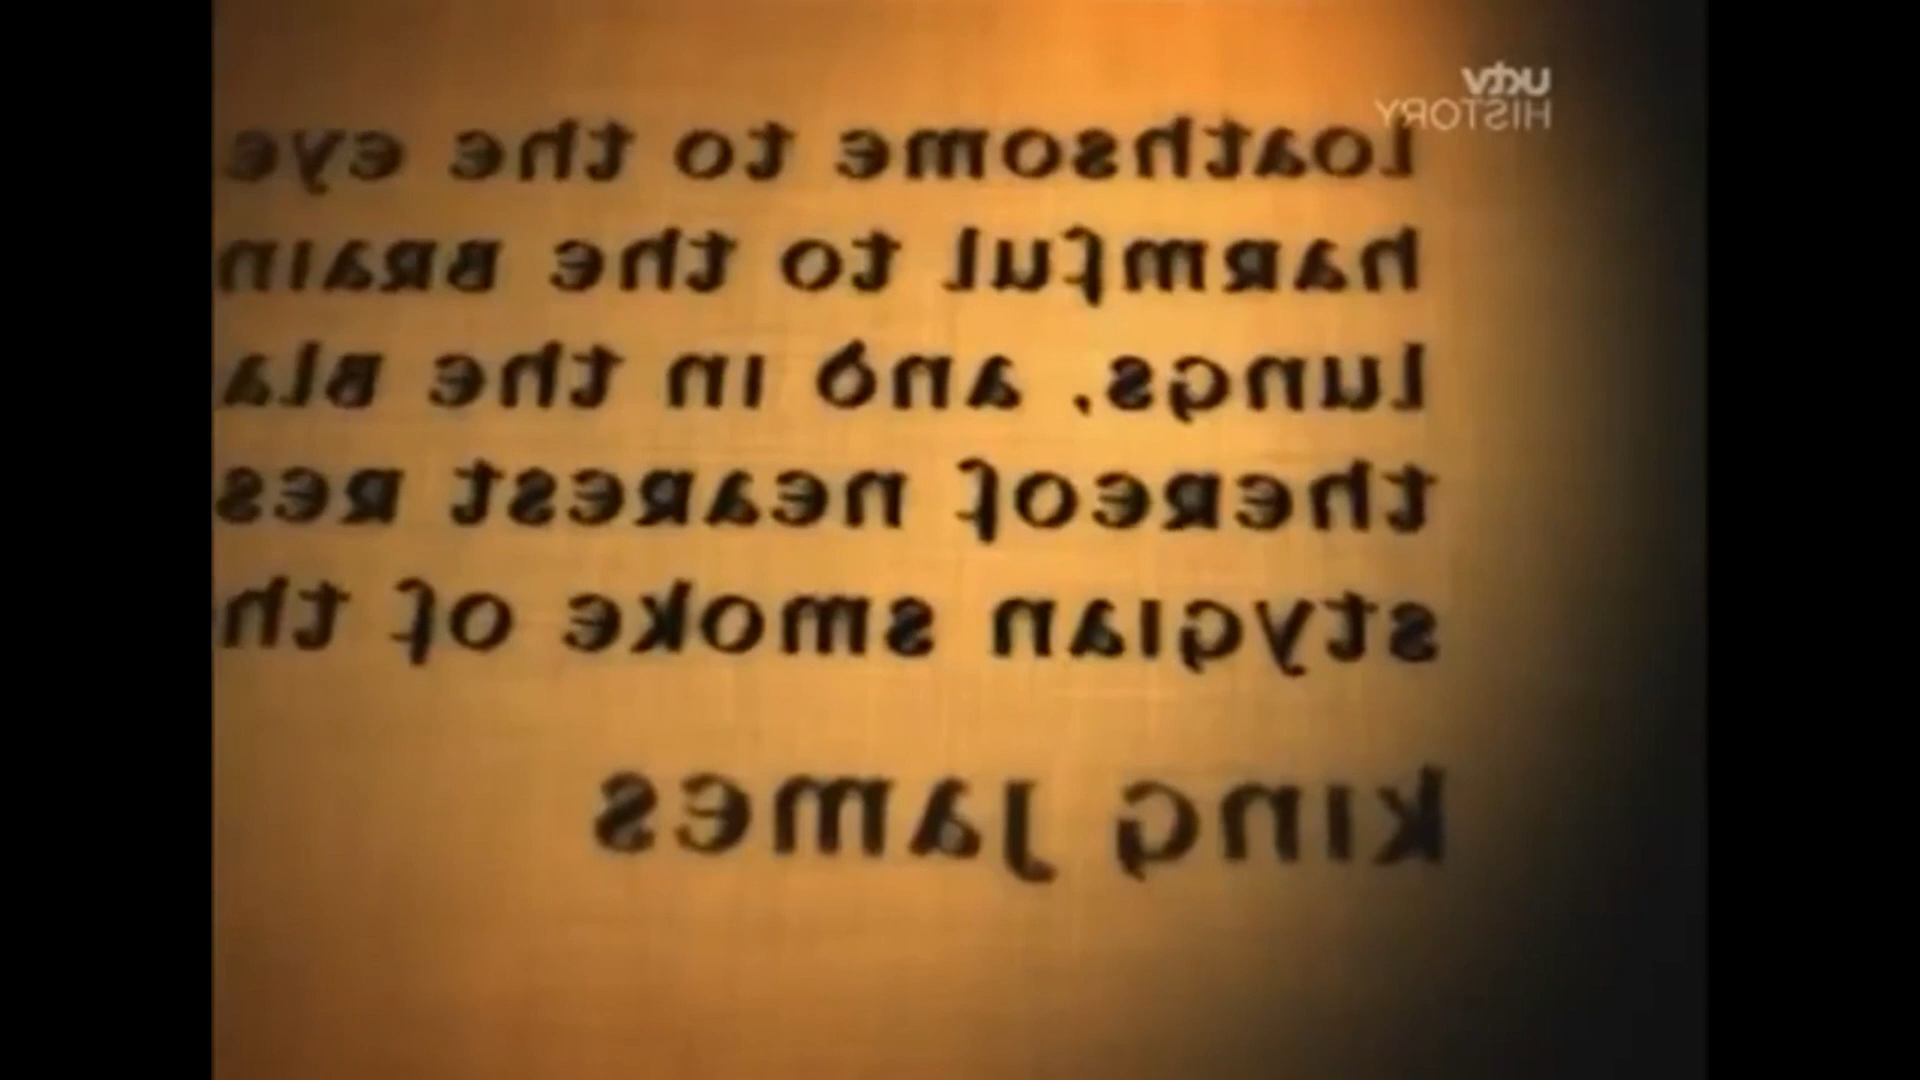 uktv
HISTORY
Loathsome to the eye
harmful to the brain
lungs, and in the bla
thereof nearest res
stygian smoke of th
king James